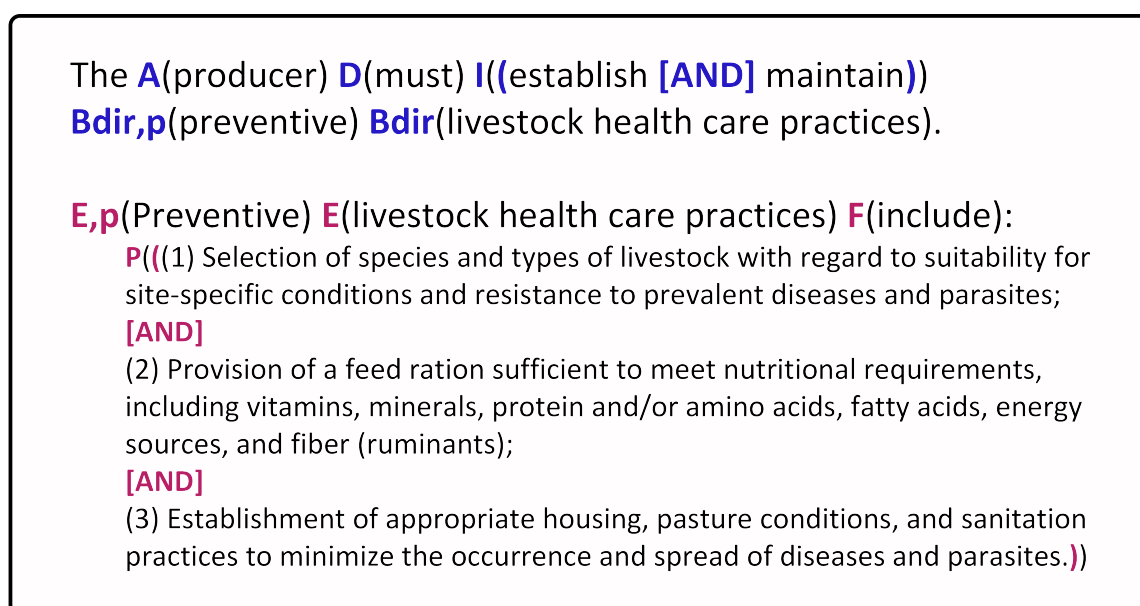 The A(producer) D(must) I((establish [AND] maintain))
Bdir,p(preventive) Bdir(livestock health care practices).
E,p(Preventive) E(livestock health care practices) F(include):
P(((1) Selection of species and types of livestock with regard to suitability for
site-specific conditions and resistance to prevalent diseases and parasites;
[AND]
(2) Provision of a feed ration sufficient to meet nutritional requirements,
including vitamins, minerals, protein and/or amino acids, fatty acids, energy
sources, and fiber (ruminants);
[AND]
(3) Establishment of appropriate housing, pasture conditions, and sanitation
practices to minimize the occurrence and spread of diseases and parasites.))